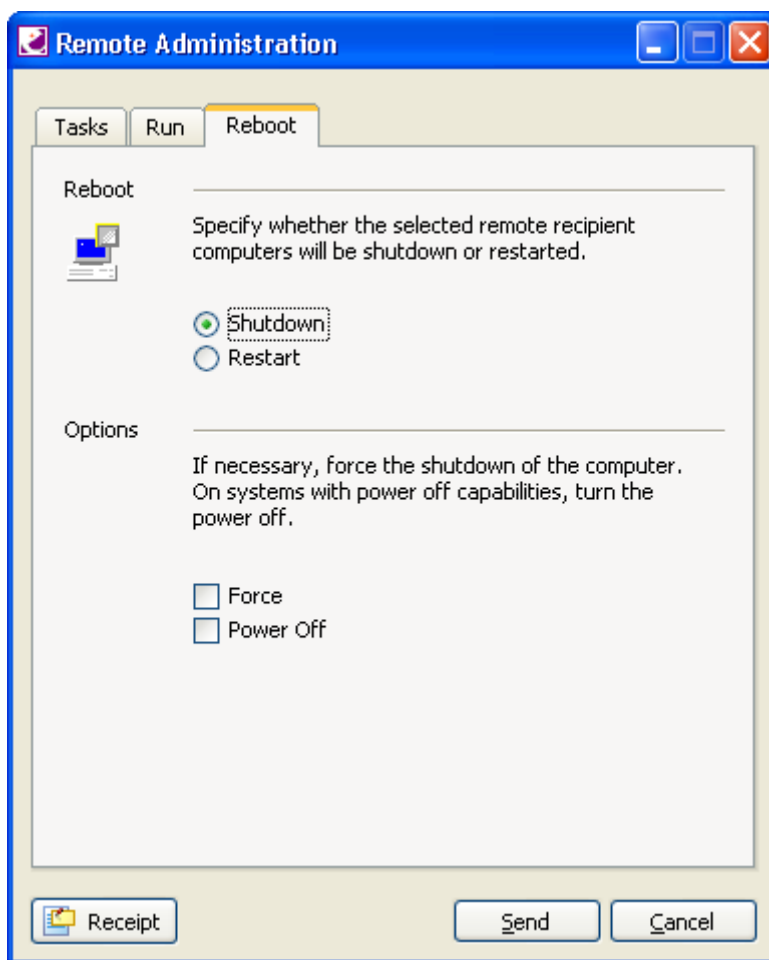 Remote Administration
Tasks Run Reboot
Reboot
Specify whether the selected remote recipient
computers will be shutdown or restarted.
Shutdown
Restart
Options
If necessary, force the shutdown of the computer.
On systems with power off capabilities, turn the
power off.
Force
Power Off
Receipt Send Cancel